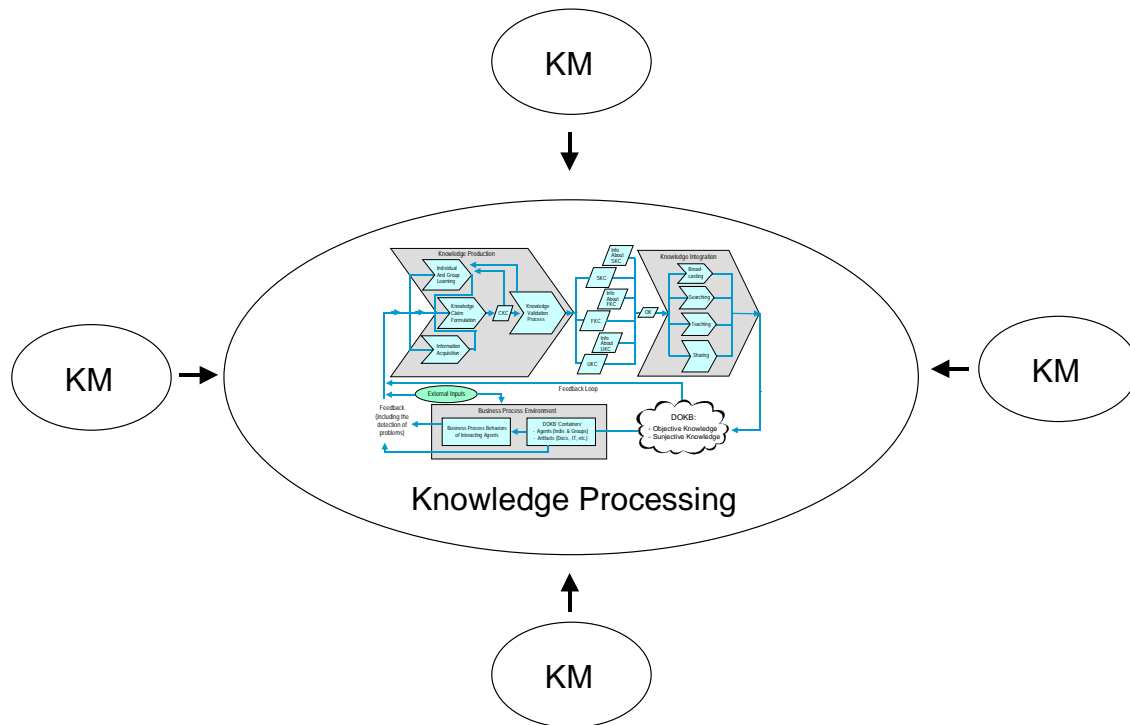 KM
Knowledge Production
Individual
And Group
Learning
Knowledge
Claim
Formulation
Information
Acquisition
CKC
Knowledge
Validation
Process
Info
About
SKC
SKC
Info
About
FKC
FKC
Info
About
UKC
UKC
OK
Knowledge Integration
Broad-
casting
Searching
Teaching
Sharing
KM
KM
Feedback Loop
External Inputs
Feedback
(including the
detection of
problems)
Business Process Environment
Business Process Behaviors
of Interacting Agents
DOKB Containers/
- Agents (Indiv. & Groups)
- Artifacts (Docs., IT, etc.)
DOKB:
- Objective Knowledge
- Sunjective Knowledge
Knowledge Processing
KM